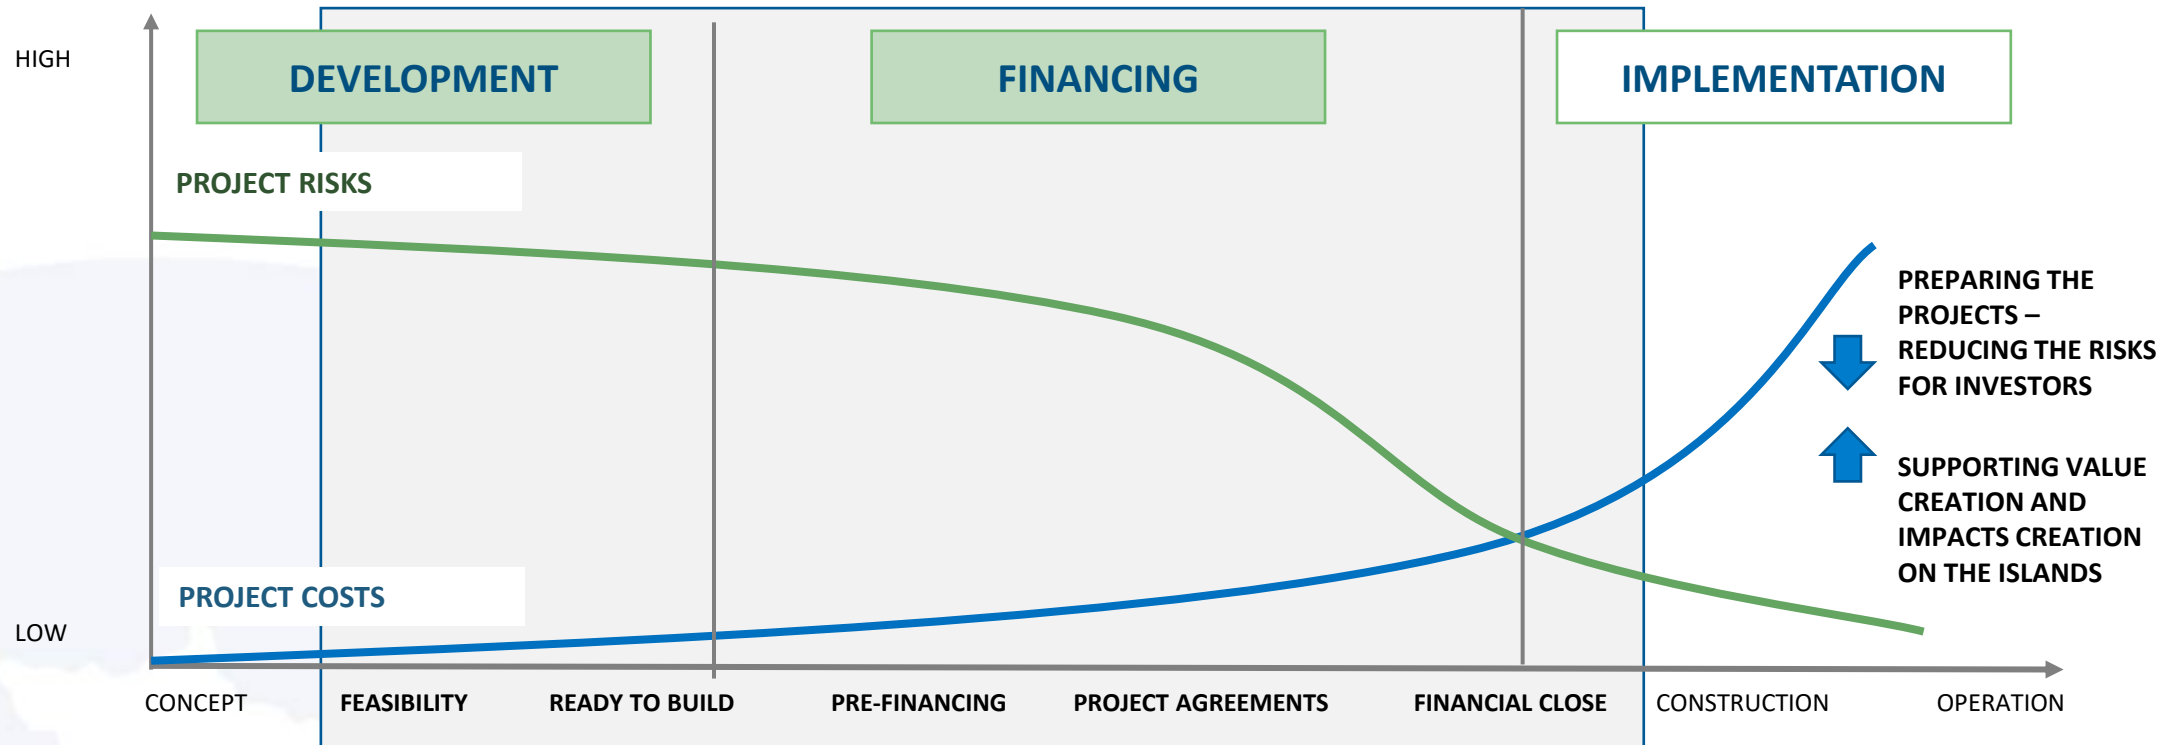 HIGH
DEVELOPMENT
FINANCING
IMPLEMENTATION
PROJECT RISKS
PREPARING THE
PROJECTS –
REDUCING THE RISKS
FOR INVESTORS
SUPPORTING VALUE
CREATION AND
IMPACTS CREATION
ON THE ISLANDS
PROJECT COSTS
LOW
CONCEPT
FEASIBILITY
READY TO BUILD
PRE-FINANCING
PROJECT AGREEMENTS
FINANCIAL CLOSE
CONSTRUCTION
OPERATION